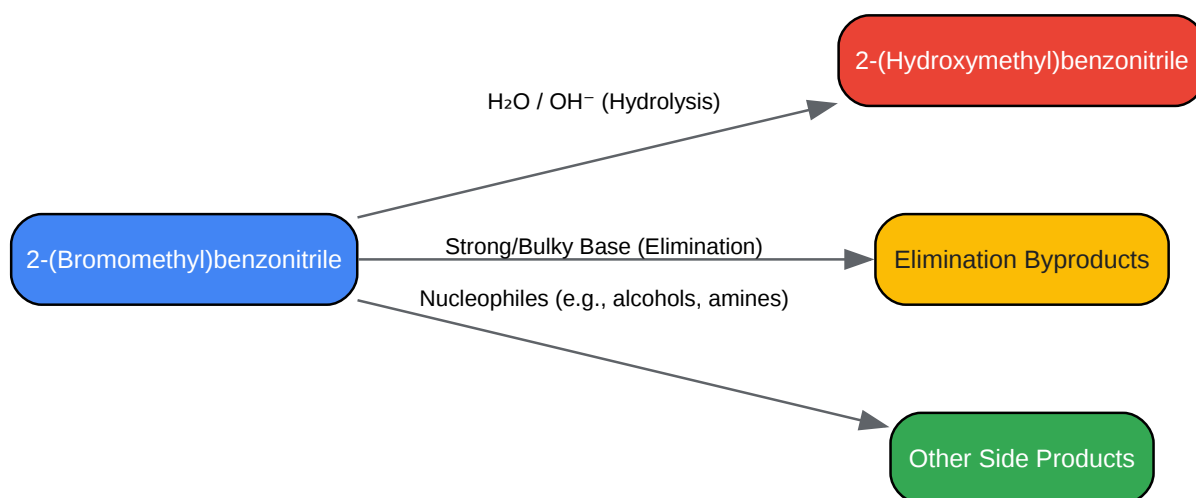 2-(Hydroxymethyl)benzonitrile
H₂O / OH⁻ (Hydrolysis)
2-(Bromomethyl)benzonitrile
Strong/Bulky Base (Elimination)
Elimination Byproducts
Nucleophiles (e.g., alcohols, amines)
Other Side Products